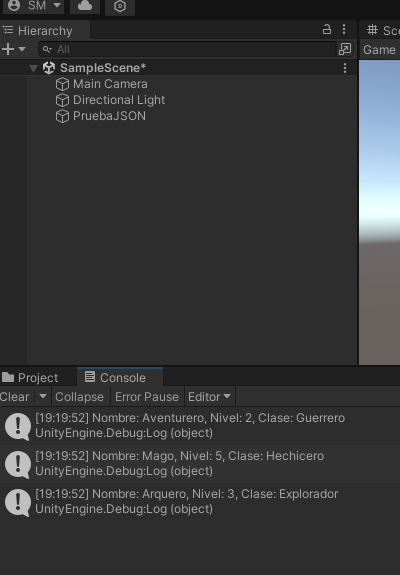 SM
Hierarchy
All
Sce
Game
SampleScene*
Main Camera
Directional Light
PruebaJSON
Project
Console
Clear
Collapse
Error Pause
Editor
[19:19:52] Nombre: Aventurero, Nivel: 2, Clase: Guerrero
UnityEngine.Debug:Log (object)
[19:19:52] Nombre: Mago, Nivel: 5, Clase: Hechicero
UnityEngine.Debug:Log (object)
[19:19:52] Nombre: Arquero, Nivel: 3, Clase: Explorador
UnityEngine.Debug:Log (object)